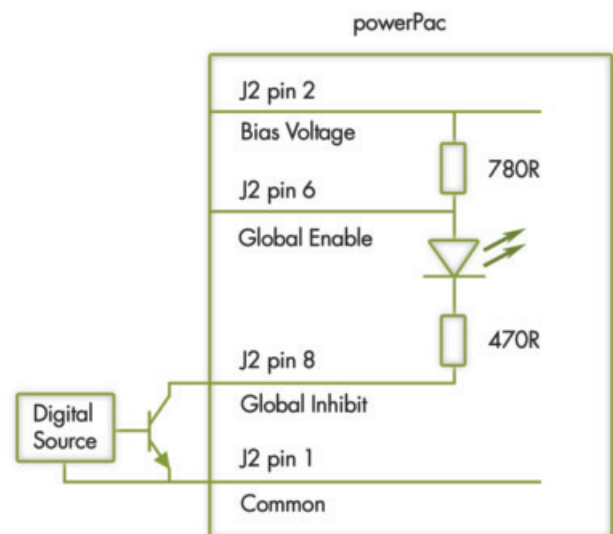 powerPac
J2 pin 2
Bias Voltage
780R
J2 pin 6
Global Enable
470R
J2 pin 8
Global Inhibit
Digital
Source
J2 pin 1
Common